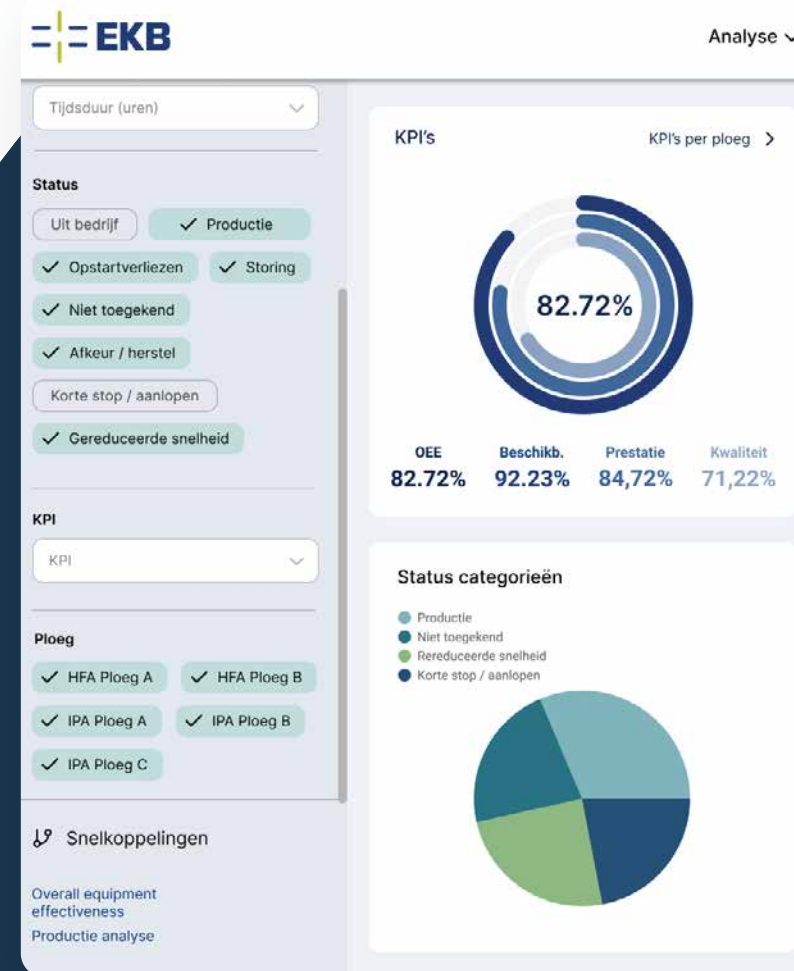 EKB
Analyse
Tijdsduur (uren)
Status
Uit bedrijf
Productie
Opstartverliezen
Storing
Niet toegekend
Afkeur / herstel
Korte stop / aanlopen
Gereduceerde snelheid
KPI
KPI
Ploeg
HFA Ploeg A
HFA Ploeg B
IPA Ploeg A
IPA Ploeg B
IPA Ploeg C
Snelkoppelingen
Overall equipment
effectiveness
Productie analyse
KPI's
KPI's per ploeg
82.72%
OEE
82.72%
Beschikb.
92.23%
Prestatie
84,72%
Kwaliteit
71,22%
Status categorieën
Productie
Niet toegekend
Rereduceerde snelheid
Korte stop / aanlopen